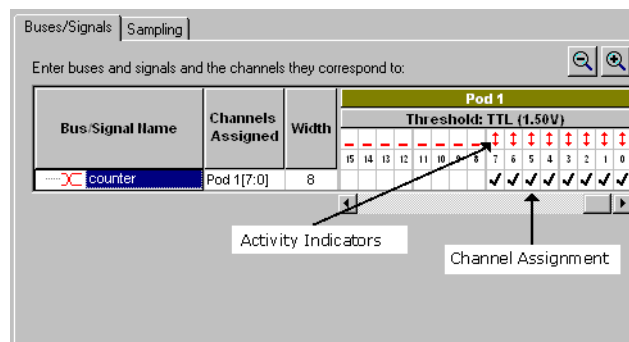 Buses/Signals Sampling
Enter buses and signals and the channels they correspond to:
Bus/Signal Name Channels Assigned Width Pod 1
Threshold: TTL (1.50V)
15 14 13 12 11 10 9 8 7 6 5 4 3 2 1 0
counter Pod 1[7:0] 8
Activity Indicators
Channel Assignment